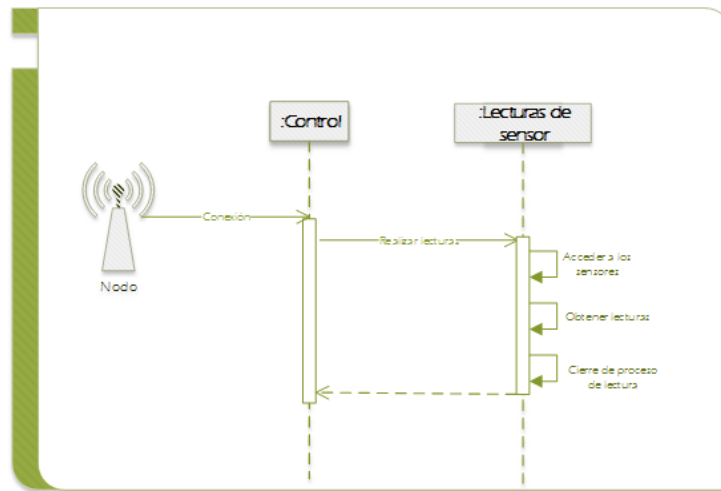 :Control
:Lecturas de
sensor
Conexión
Realizar lecturas
Nodo
Acceder a los
sensores
Obtener lecturas
Cierre de proceso
de lectura